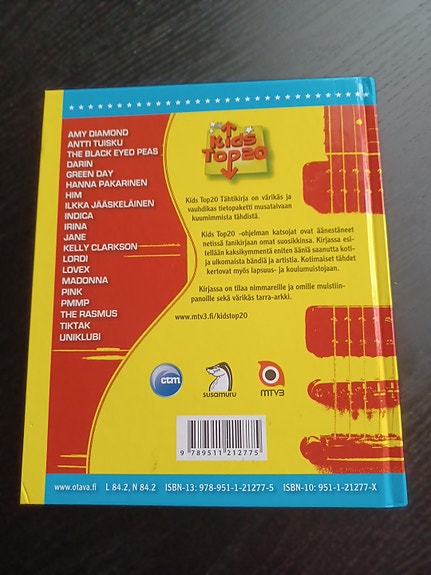 AMY DIAMOND
ANTTI TUISKU
THE BLACK EYED PEAS
DARIN
GREEN DAY
HANNA PAKARINEN
HIM
ILKKA JÄÄSKELÄINEN
INDICA
IRINA
JANE
KELLY CLARKSON
LORDI
LOVEX
MADONNA
PINK
PMMP
THE RASMUS
TIKTAK
UNIKLUBI
Kids
Top20
Kids Top20 Tähtikirja on värikäs ja
vauhdikas tietopaketti musataivaan
kuumimmista tähdistä.
Kids Top20 -ohjelman katsojat ovat äänestäneet
netissä fanikirjaan omat suosikkinsa. Kirjassa esi-
tellään kaksikymmentä eniten ääniä saanutta koti-
ja ulkomaista bändiä ja artistia. Kotimaiset tähdet
kertovat myös lapsuus- ja koulumuistojaan.
Kirjassa on tilaa nimmareille ja omille muistiin-
panoille sekä värikäs tarra-arkki.
www.mtv3.fi/kidstop20
ctm
susamuru
MTV3
9 789511 212775
www.otava.fi L 84.2, N 84.2 ISBN-13: 978-951-1-21277-5 ISBN-10: 951-1-21277-X